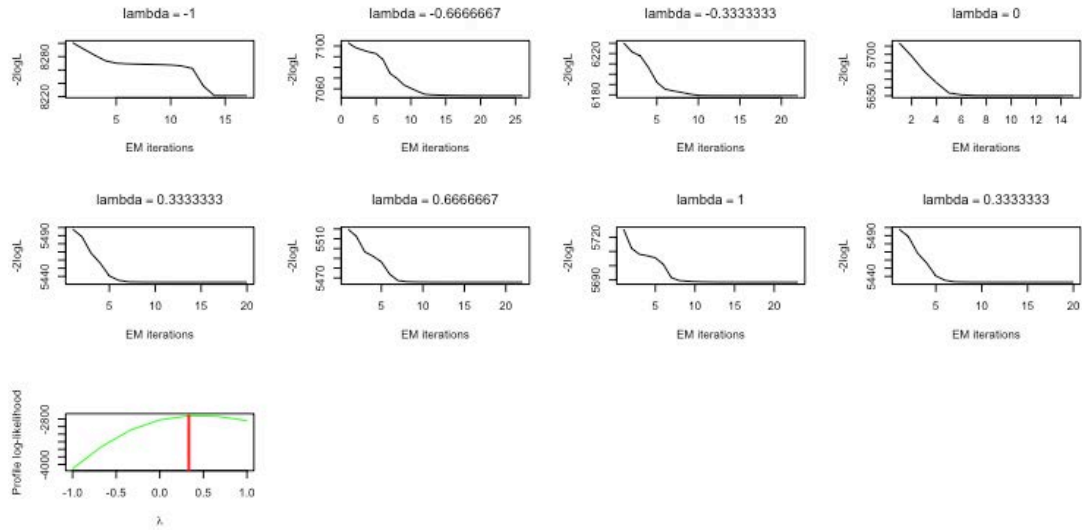 lambda = -1
-2logL
8280
8220
5 10 15
EM iterations
lambda = -0.6666667
-2logL
7100
7060
0 5 10 15 20 25
EM iterations
lambda = -0.3333333
-2logL
6220
6180
5 10 15 20
EM iterations
lambda = 0
-2logL
5700
5650
2 4 6 8 10 12 14
EM iterations
lambda = 0.3333333
-2logL
5490
5440
5 10 15 20
EM iterations
lambda = 0.6666667
-2logL
5510
5470
5 10 15 20
EM iterations
lambda = 1
-2logL
5720
5690
5 10 15 20
EM iterations
lambda = 0.3333333
-2logL
5490
5440
5 10 15 20
EM iterations
Profile log-likelihood
-2800
-4000
-1.0 -0.5 0.0 0.5 1.0
λ